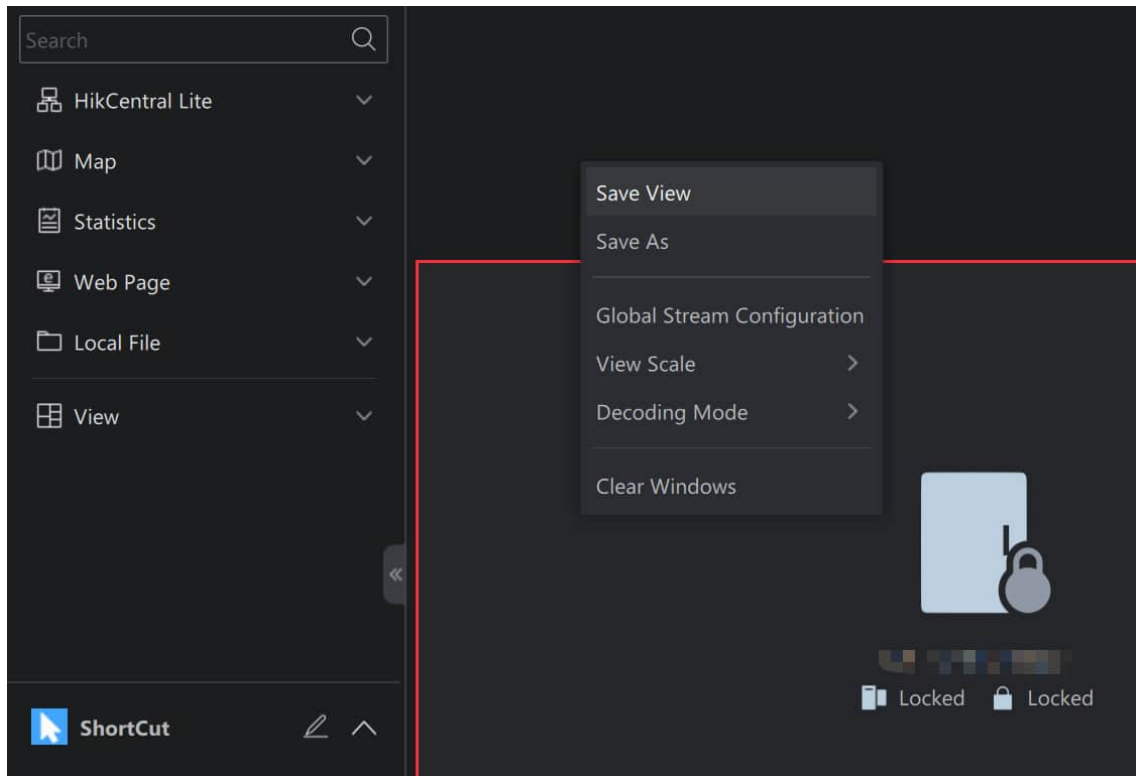 Search
HikCentral Lite
Map
Statistics
Web Page
Local File
View
ShortCut
Save View
Save As
Global Stream Configuration
View Scale
Decoding Mode
Clear Windows
Locked Locked